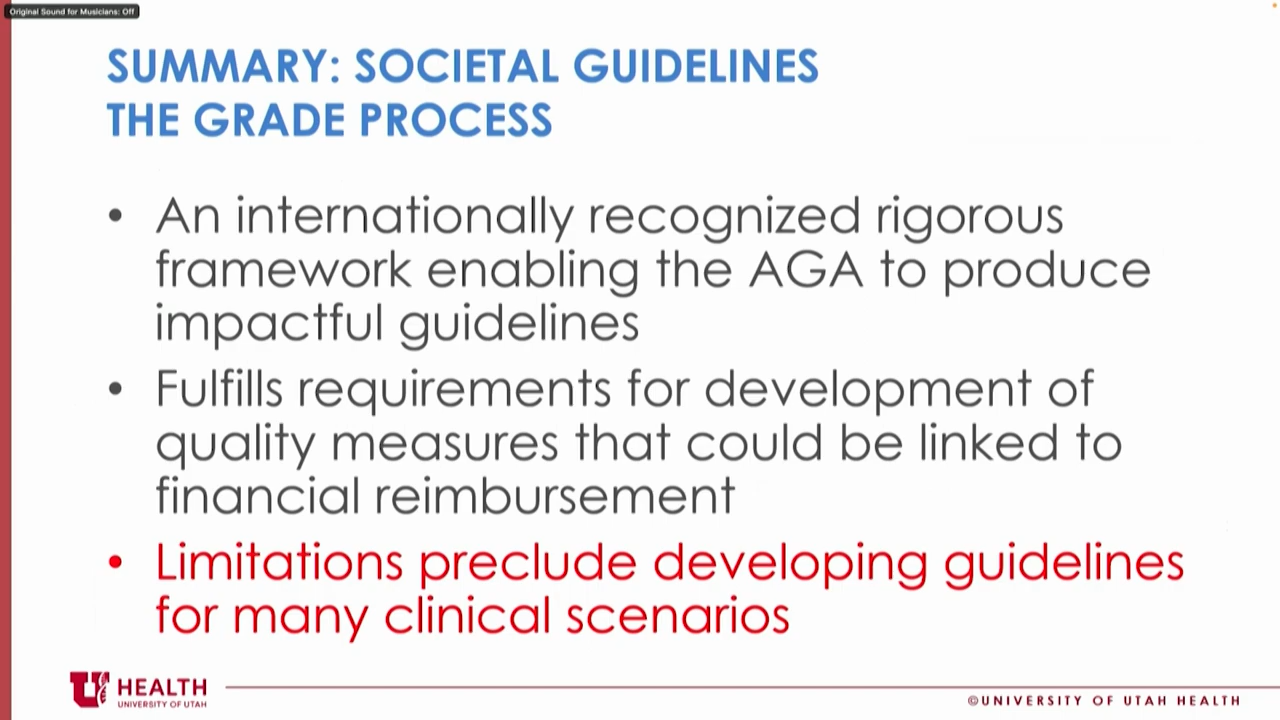 Original Sound for Musicians: Off
SUMMARY: SOCIETAL GUIDELINES
THE GRADE PROCESS
• An internationally recognized rigorous
framework enabling the AGA to produce
impactful guidelines
• Fulfills requirements for development of
quality measures that could be linked to
financial reimbursement
• Limitations preclude developing guidelines
for many clinical scenarios
U HEALTH
UNIVERSITY OF UTAH
©UNIVERSITY OF UTAH HEALTH